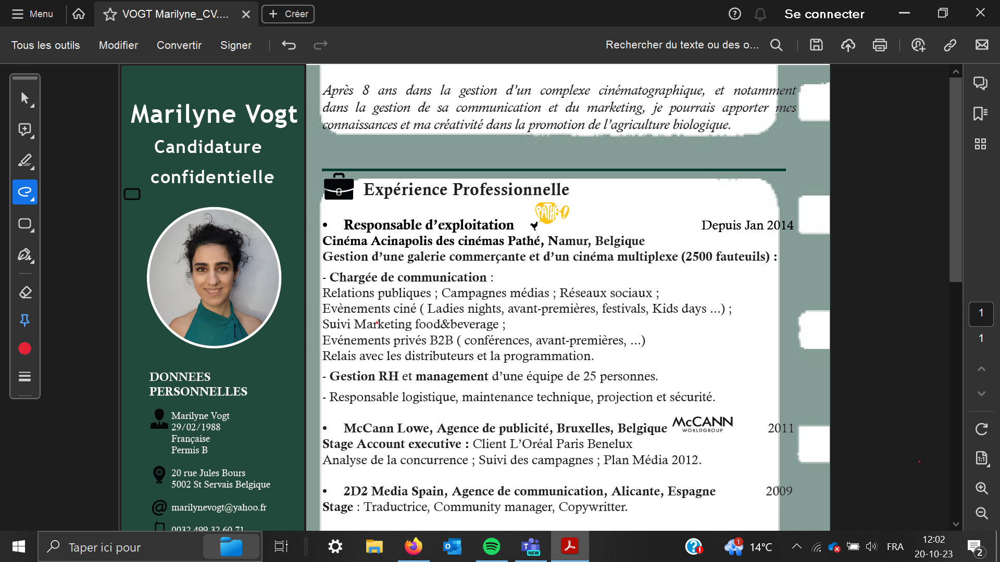 Menu
VOGT Marilyne_CV....
Créer
Se connecter
Tous les outils
Modifier
Convertir
Signer
Rechercher du texte ou des o...
Marilyne Vogt
Candidature
confidentielle
DONNEES
PERSONNELLES
Marilyne Vogt
29/02/1988
Française
Permis B
20 rue Jules Bours
5002 St Servais Belgique
marilynevogt@yahoo.fr
0032 499 32 60 71
Après 8 ans dans la gestion d’un complexe cinématographique, et notamment
dans la gestion de sa communication et du marketing, je pourrais apporter mes
connaissances et ma créativité dans la promotion de l’agriculture biologique.
Expérience Professionnelle
PATHÉ!
• Responsable d’exploitation Depuis Jan 2014
Cinéma Acinapolis des cinémas Pathé, Namur, Belgique
Gestion d’une galerie commerçante et d’un cinéma multiplexe (2500 fauteuils) :
- Chargée de communication :
Relations publiques ; Campagnes médias ; Réseaux sociaux ;
Evènements ciné ( Ladies nights, avant-premières, festivals, Kids days ...) ;
Suivi Marketing food&beverage ;
Evénements privés B2B ( conférences, avant-premières, ...)
Relais avec les distributeurs et la programmation.
- Gestion RH et management d’une équipe de 25 personnes.
- Responsable logistique, maintenance technique, projection et sécurité.
• McCann Lowe, Agence de publicité, Bruxelles, Belgique McCANN WORLDGROUP 2011
Stage Account executive : Client L’Oréal Paris Benelux
Analyse de la concurrence ; Suivi des campagnes ; Plan Média 2012.
• 2D2 Media Spain, Agence de communication, Alicante, Espagne 2009
Stage : Traductrice, Community manager, Copywritter.
1
1
1:1
Taper ici pour
NEW
1
14°C
FRA
12:02
20-10-23
2